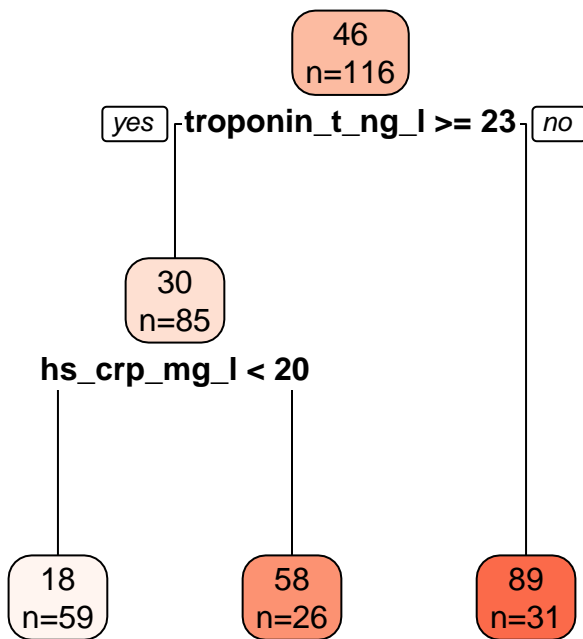 46
n=116
yes troponin_t_ng_l >= 23 no
30
n=85
hs_crp_mg_l < 20
18
n=59
58
n=26
89
n=31